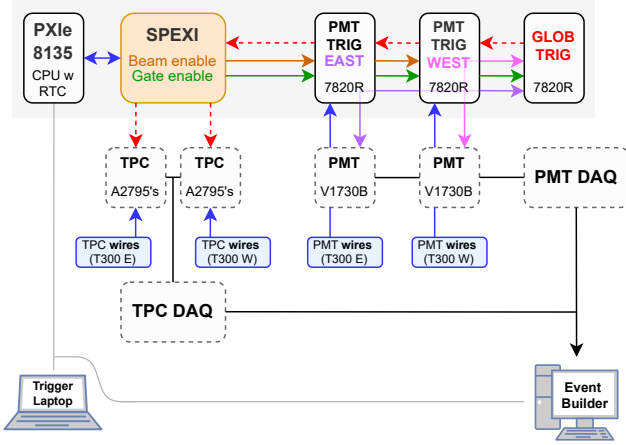 PXIe
8135
CPU w
RTC
SPEXI
Beam enable
Gate enable
PMT
TRIG
EAST
7820R
PMT
TRIG
WEST
7820R
GLOB
TRIG
7820R
TPC
A2795's
TPC
A2795's
PMT
V1730B
PMT
V1730B
PMT DAQ
TPC wires
(T300 E)
TPC wires
(T300 W)
PMT wires
(T300 E)
PMT wires
(T300 W)
TPC DAQ
Trigger
Laptop
Event
Builder